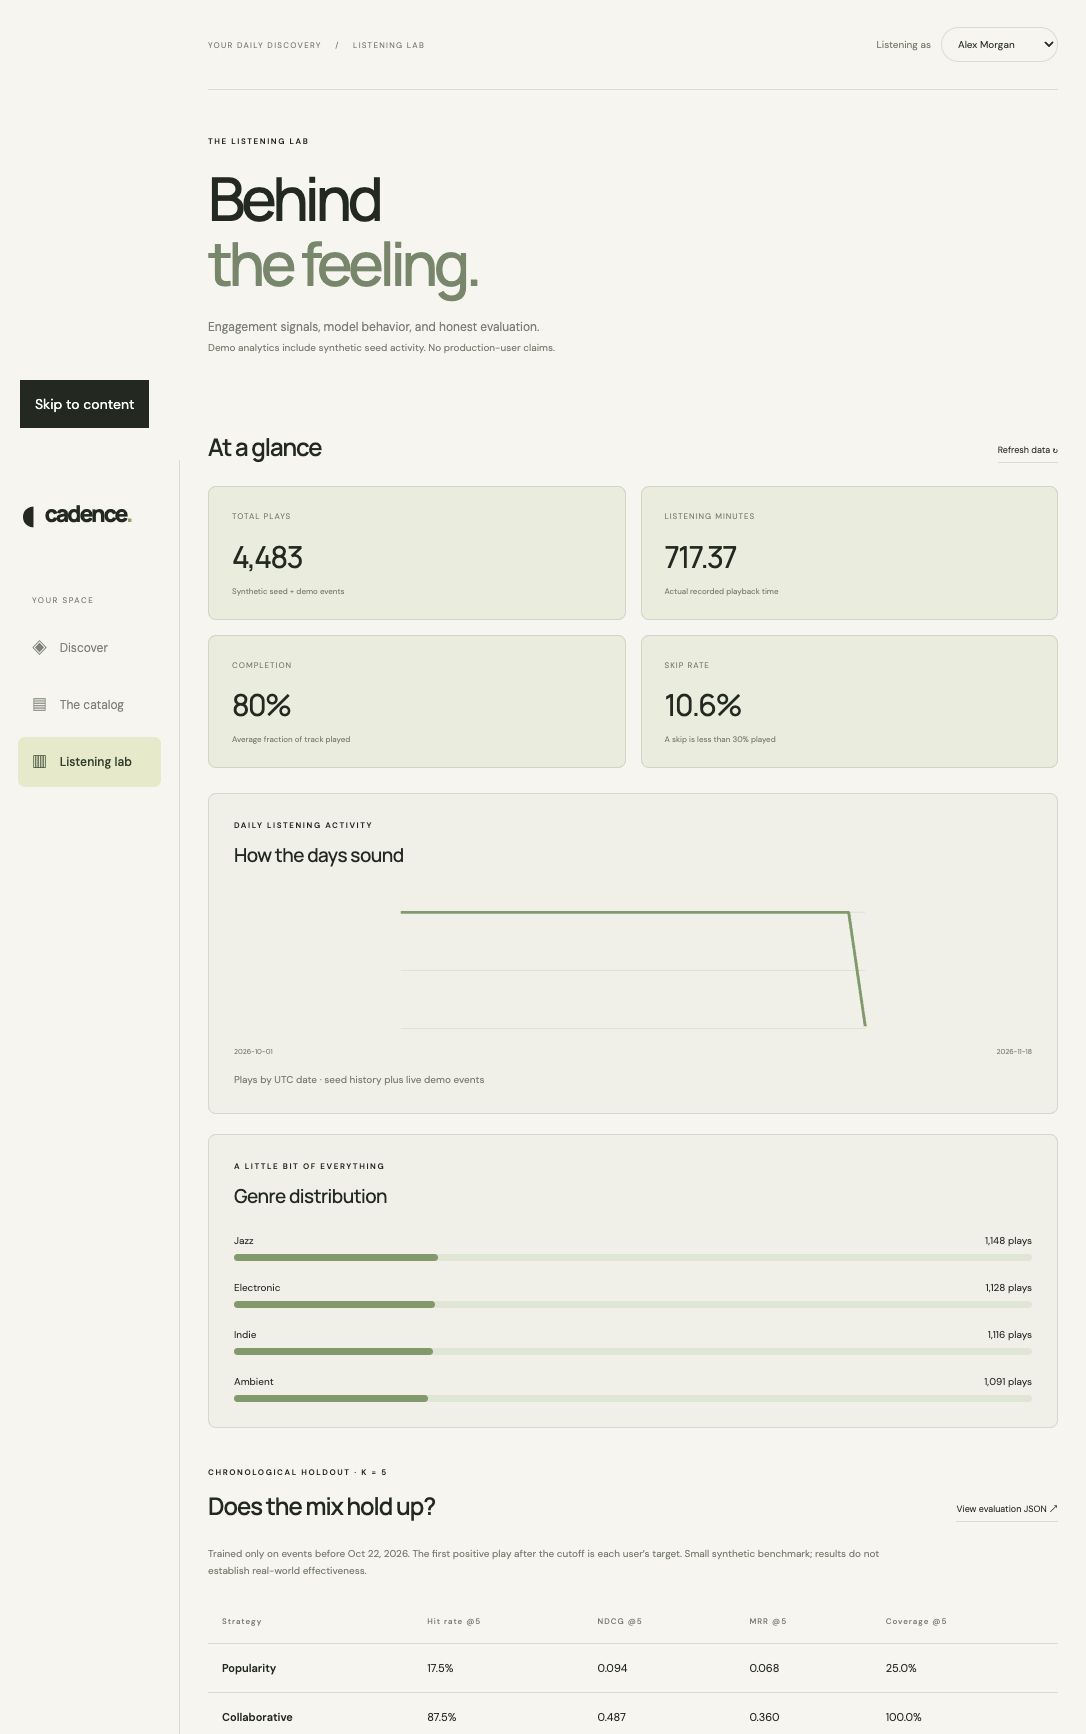 YOUR DAILY DISCOVERY / LISTENING LAB
Listening as Alex Morgan
THE LISTENING LAB
Behind
the feeling.
Engagement signals, model behavior, and honest evaluation.
Demo analytics include synthetic seed activity. No production-user claims.
Skip to content
cadence.
YOUR SPACE
Discover
The catalog
Listening lab
At a glance
Refresh data ↻
TOTAL PLAYS
4,483
Synthetic seed + demo events
LISTENING MINUTES
717.37
Actual recorded playback time
COMPLETION
80%
Average fraction of track played
SKIP RATE
10.6%
A skip is less than 30% played
DAILY LISTENING ACTIVITY
How the days sound
2026-10-01 2026-11-18
Plays by UTC date · seed history plus live demo events
A LITTLE BIT OF EVERYTHING
Genre distribution
Jazz 1,148 plays
Electronic 1,128 plays
Indie 1,116 plays
Ambient 1,091 plays
CHRONOLOGICAL HOLDOUT · K = 5
Does the mix hold up?
View evaluation JSON ↗
Trained only on events before Oct 22, 2026. The first positive play after the cutoff is each user's target. Small synthetic benchmark; results do not
establish real-world effectiveness.
Strategy Hit rate @5 NDCG @5 MRR @5 Coverage @5
Popularity 17.5% 0.094 0.068 25.0%
Collaborative 87.5% 0.487 0.360 100.0%